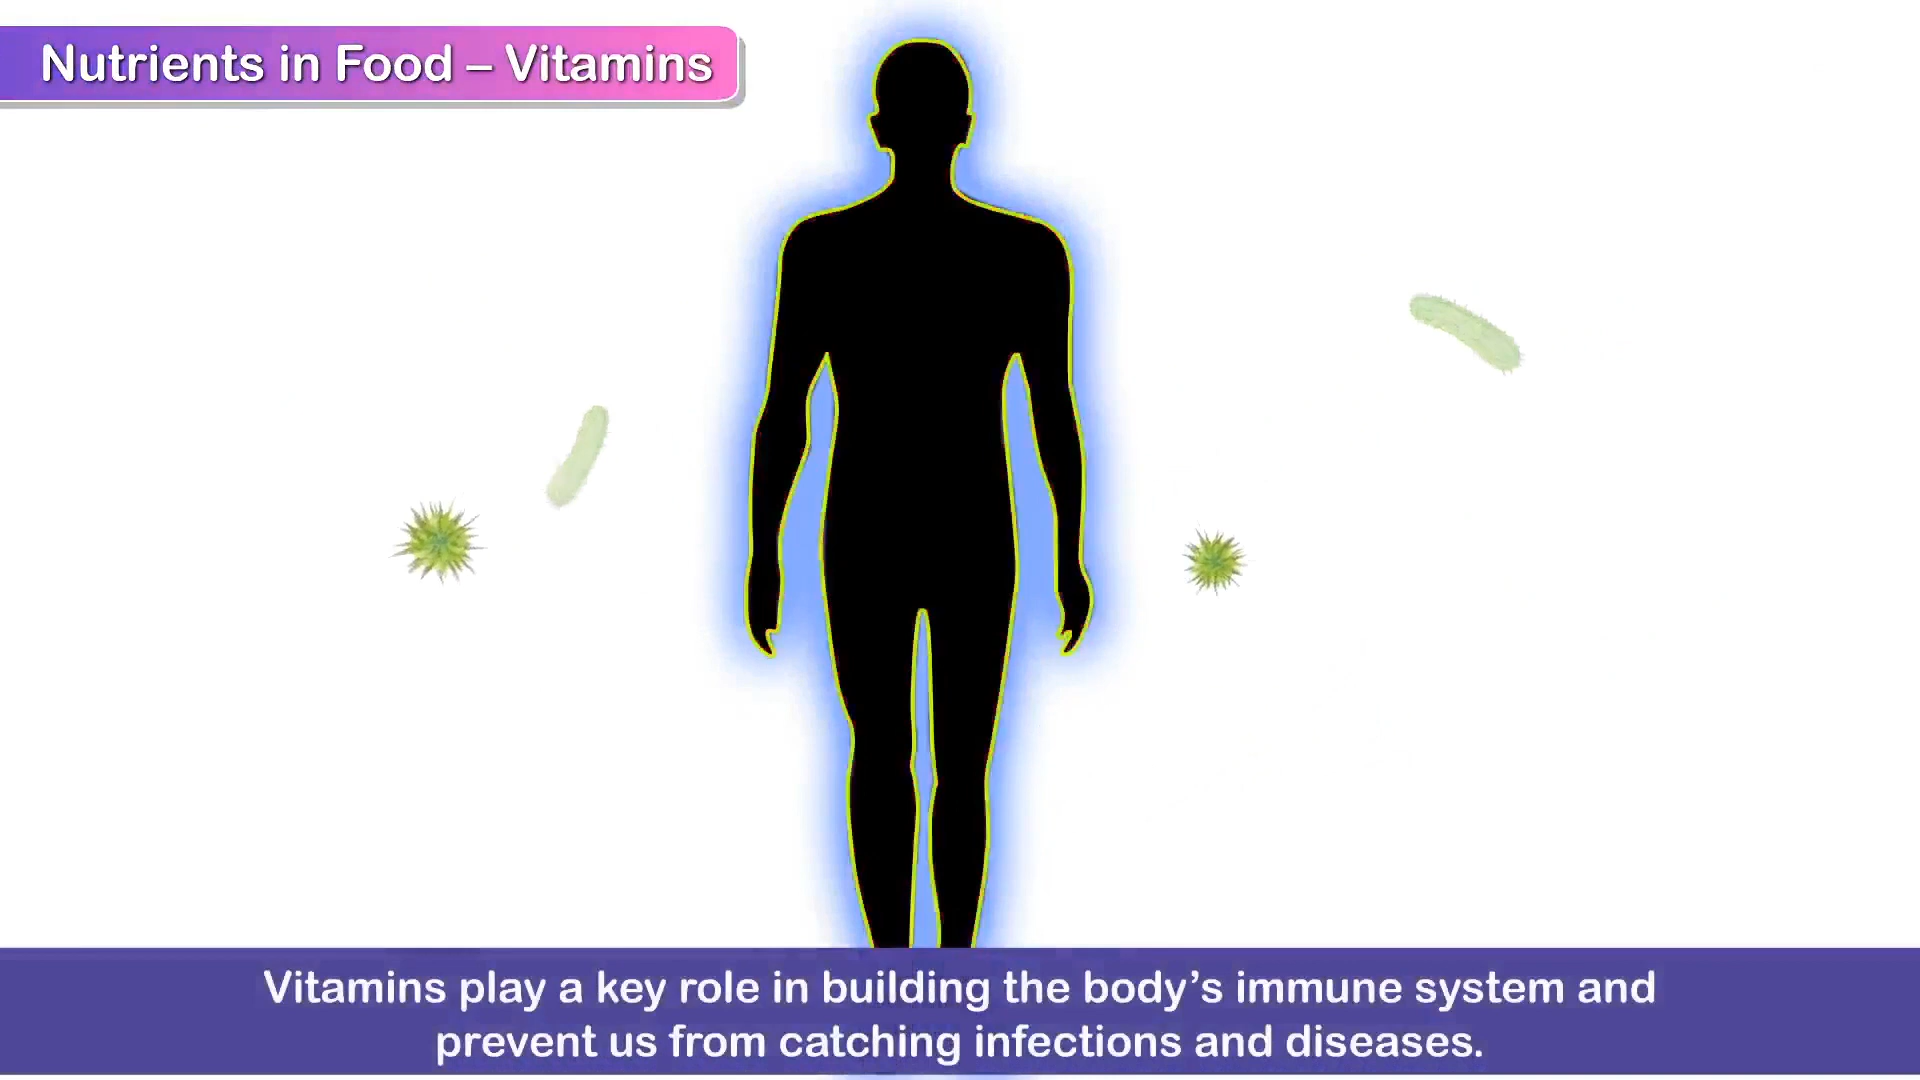 Nutrients in Food – Vitamins
Vitamins play a key role in building the body’s immune system and
prevent us from catching infections and diseases.